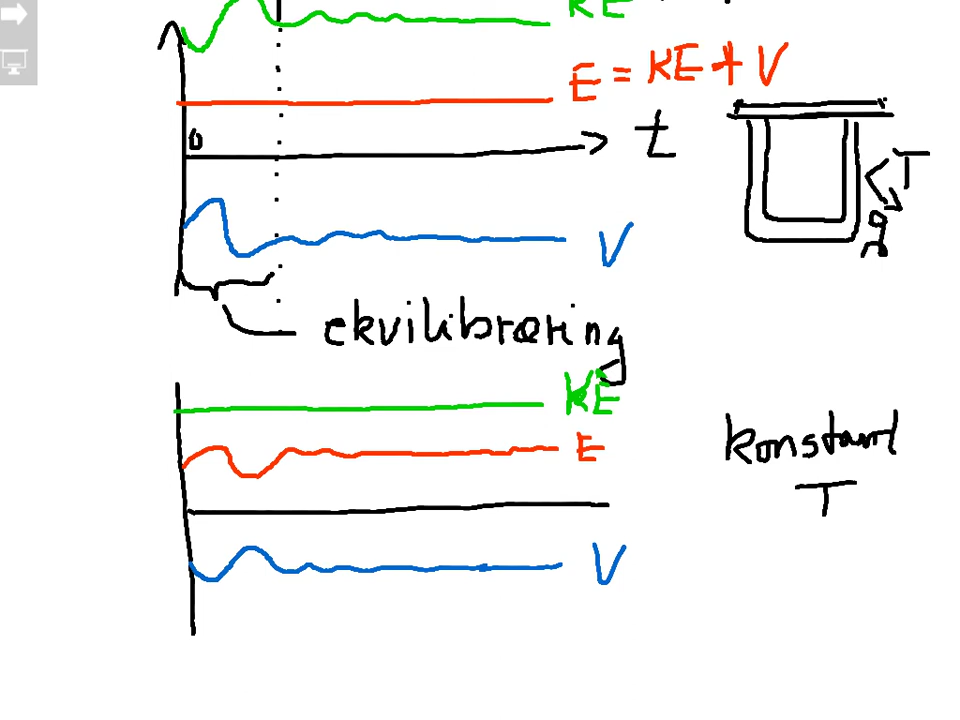 KE
E = KE + V
0
t
T
V
ekvilibrering
KE
E
konstant
T
V